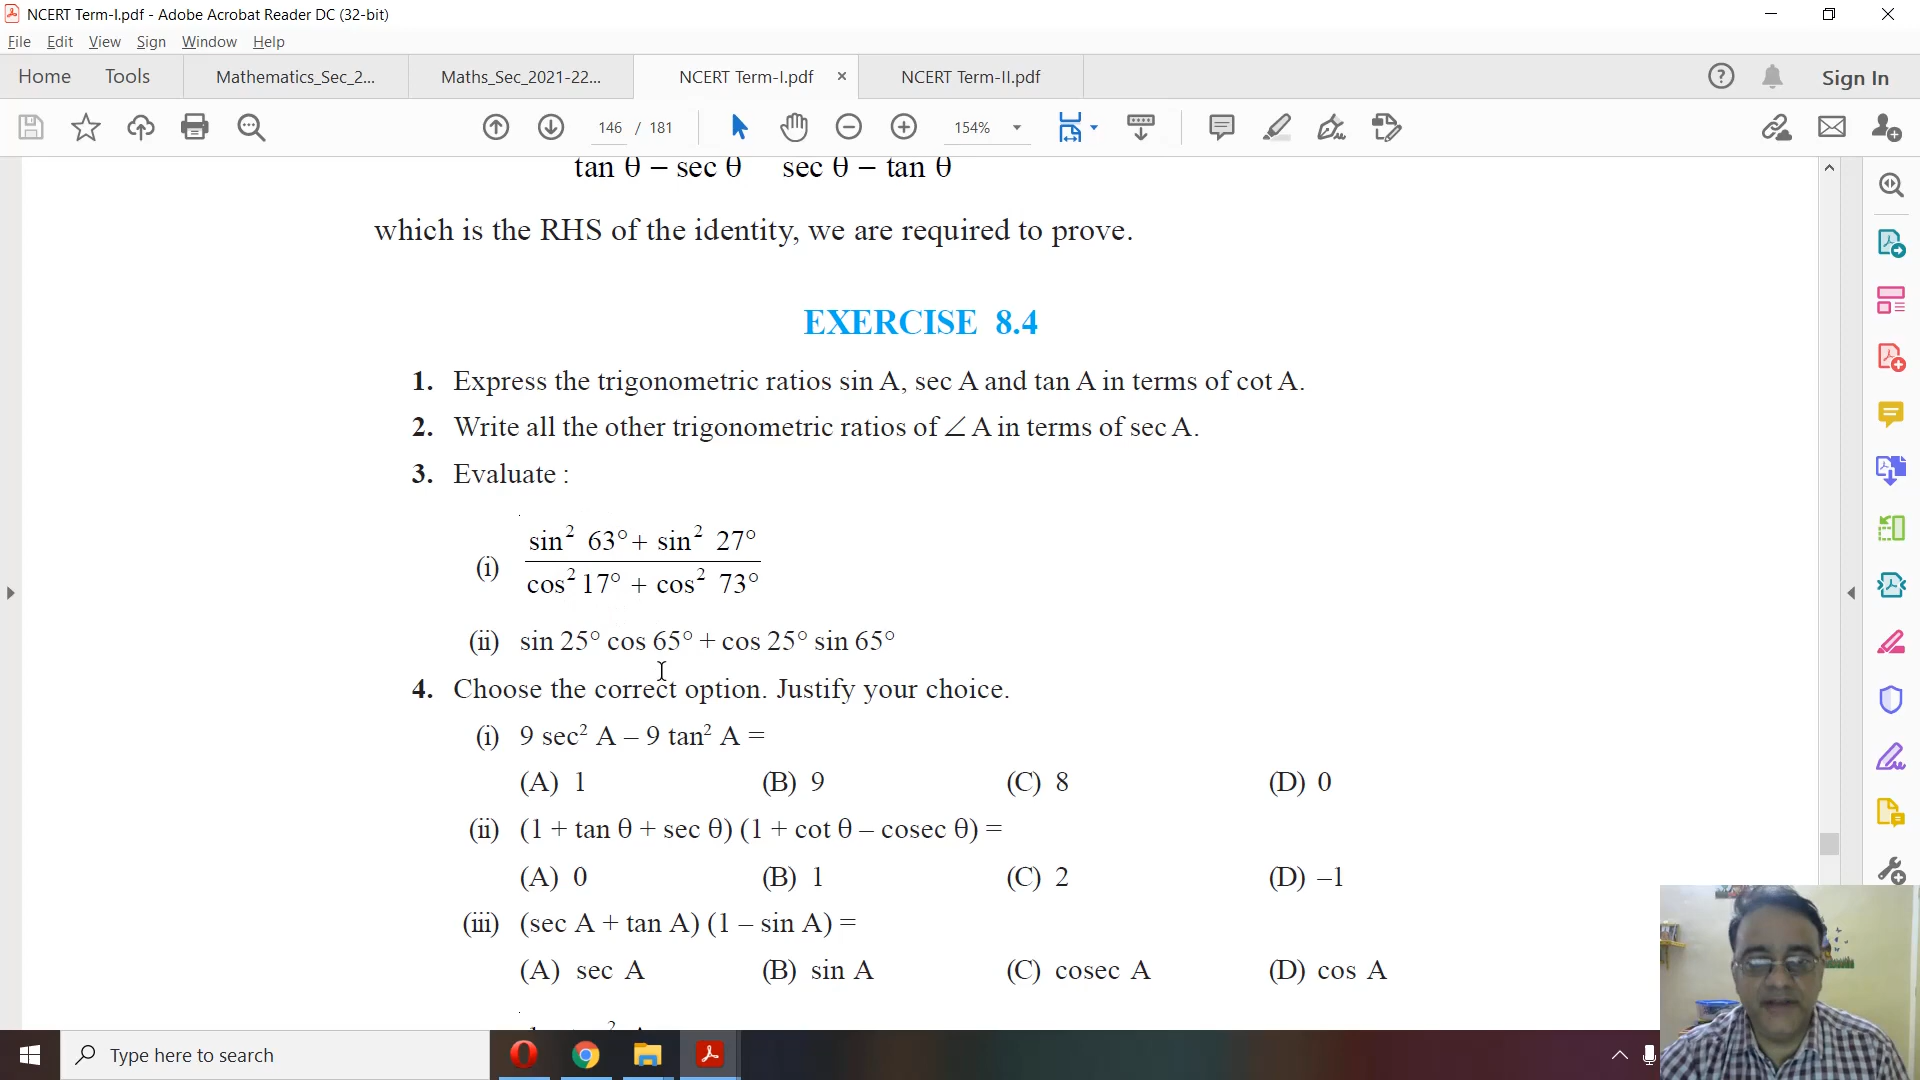 NCERT Term-I.pdf - Adobe Acrobat Reader DC (32-bit)
File Edit View Sign Window Help
Home Tools Mathematics_Sec_2... Maths_Sec_2021-22... NCERT Term-I.pdf × NCERT Term-II.pdf Sign In
146 / 181 154%
tan θ – sec θ sec θ – tan θ
which is the RHS of the identity, we are required to prove.
EXERCISE 8.4
1. Express the trigonometric ratios sin A, sec A and tan A in terms of cot A.
2. Write all the other trigonometric ratios of ∠ A in terms of sec A.
3. Evaluate :
sin² 63° + sin² 27°
(i)
cos² 17° + cos² 73°
(ii) sin 25° cos 65° + cos 25° sin 65°
4. Choose the correct option. Justify your choice.
(i) 9 sec² A – 9 tan² A =
(A) 1 (B) 9 (C) 8 (D) 0
(ii) (1 + tan θ + sec θ) (1 + cot θ – cosec θ) =
(A) 0 (B) 1 (C) 2 (D) –1
(iii) (sec A + tan A) (1 – sin A) =
(A) sec A (B) sin A (C) cosec A (D) cos A
Type here to search